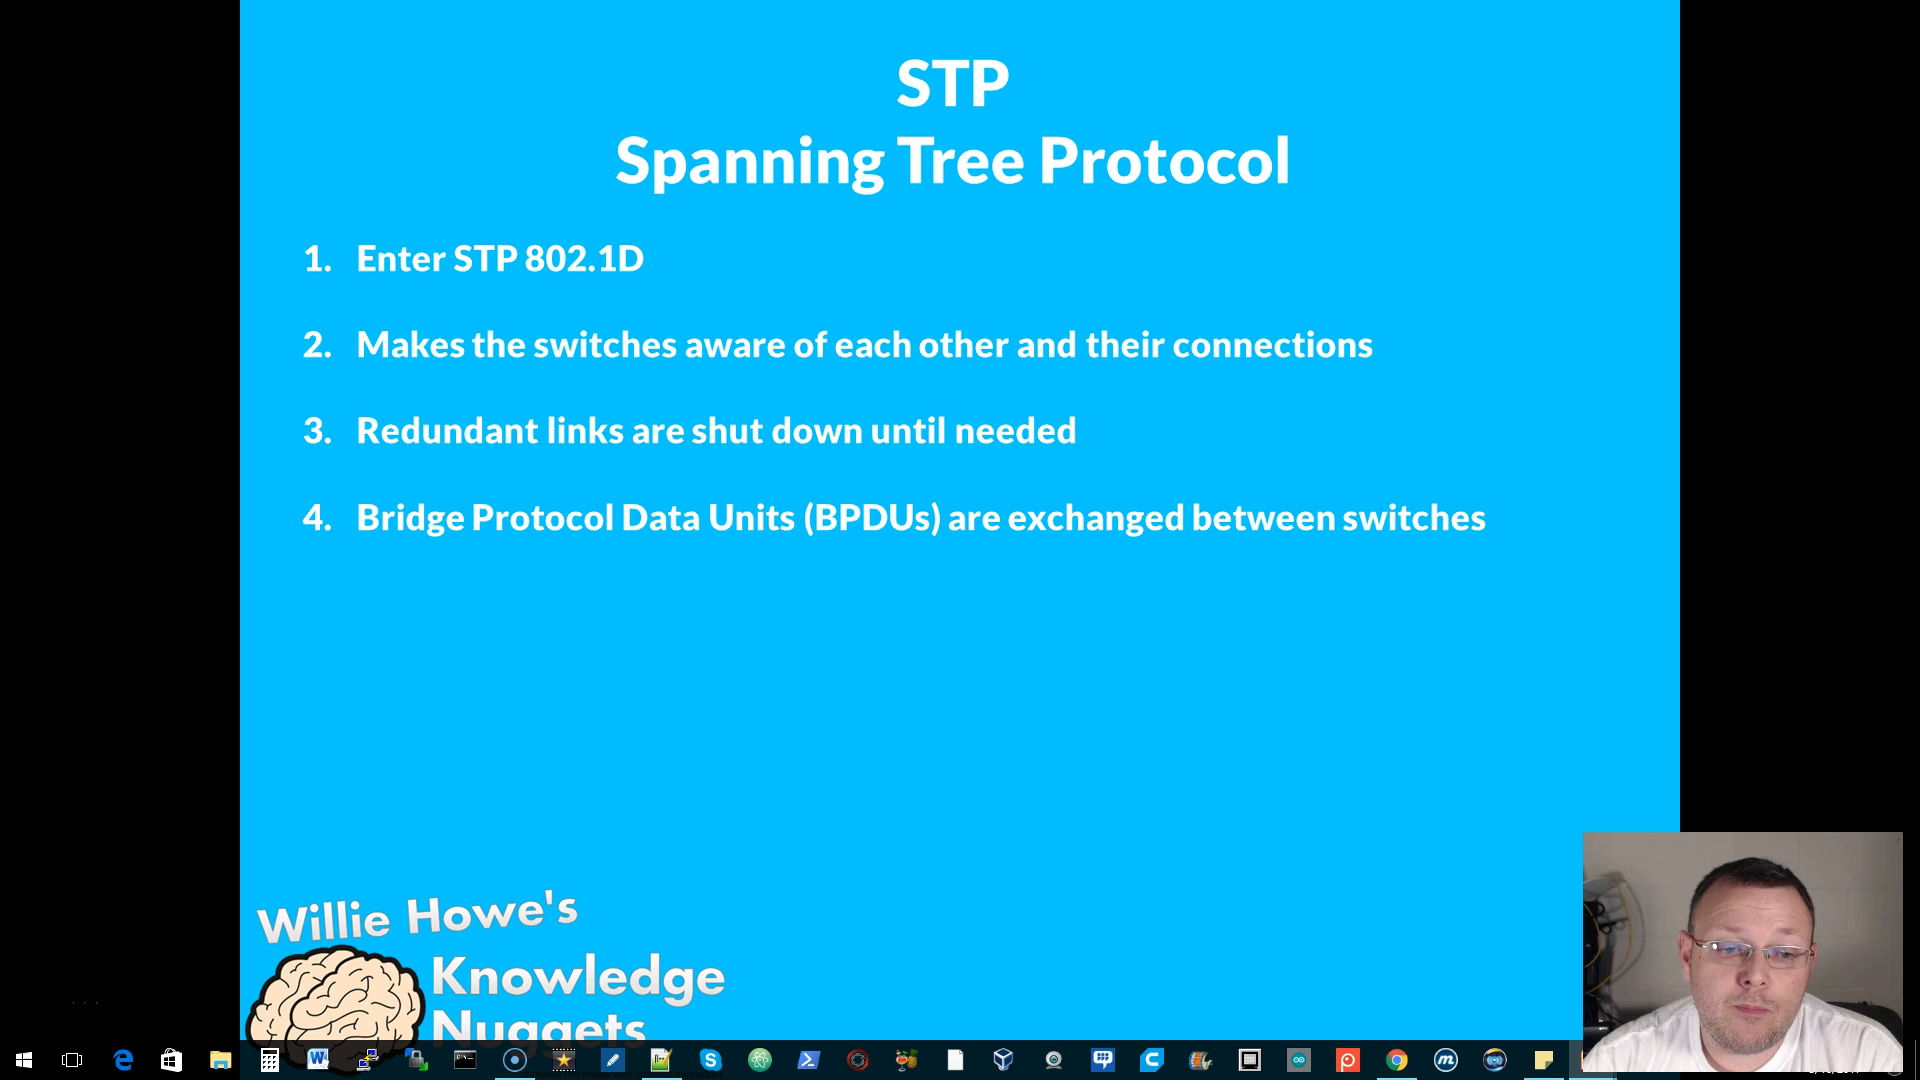 STP
Spanning Tree Protocol
1. Enter STP 802.1D
2. Makes the switches aware of each other and their connections
3. Redundant links are shut down until needed
4. Bridge Protocol Data Units (BPDUs) are exchanged between switches
Willie Howe's
Knowledge
Nuggets